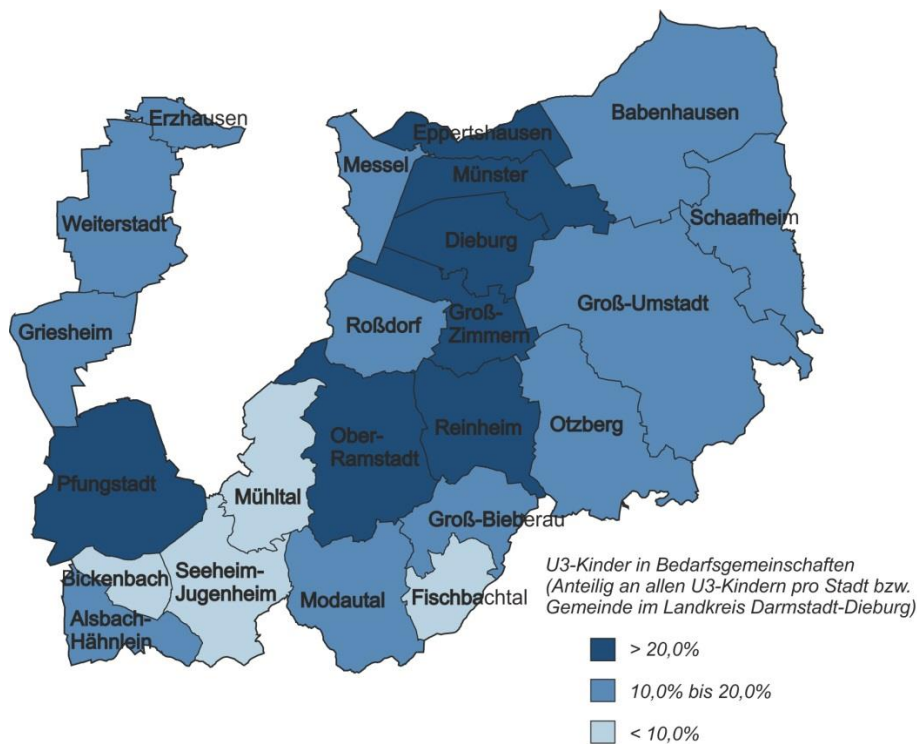 Erzhausen
Babenhausen
Eppertshausen
Messel
Münster
Weiterstadt
Schaafheim
Dieburg
Groß-Umstadt
Griesheim
Roßdorf
Groß-
Zimmern
Ober-
Ramstadt
Reinheim
Otzberg
Pfungstadt
Mühltal
Groß-Bieberau
Bickenbach
Seeheim-
Jugenheim
Modautal
Fischbachtal
Alsbach-
Hähnlein
U3-Kinder in Bedarfsgemeinschaften
(Anteilig an allen U3-Kindern pro Stadt bzw.
Gemeinde im Landkreis Darmstadt-Dieburg)
> 20,0%
10,0% bis 20,0%
< 10,0%